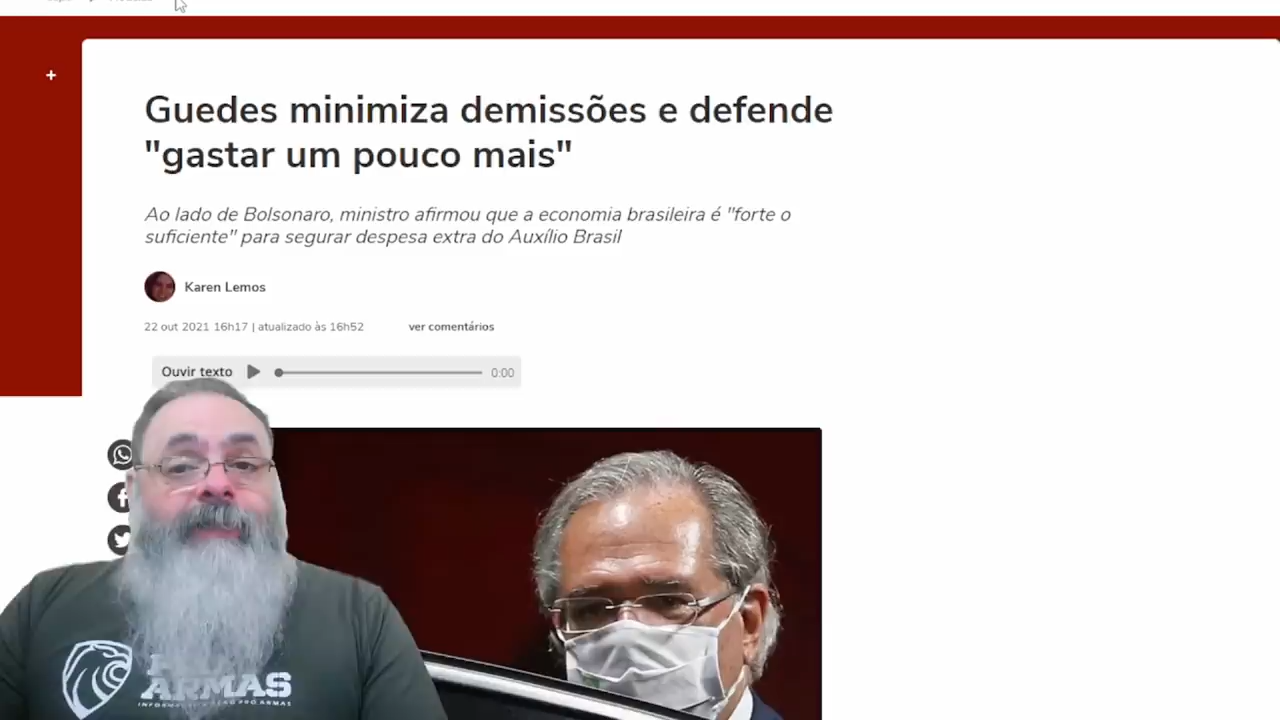 Guedes minimiza demissões e defende
"gastar um pouco mais"
Ao lado de Bolsonaro, ministro afirmou que a economia brasileira é "forte o
suficiente" para segurar despesa extra do Auxílio Brasil
Karen Lemos
22 out 2021 16h17 | atualizado às 16h52
ver comentários
Ouvir texto
0:00
ARMAS